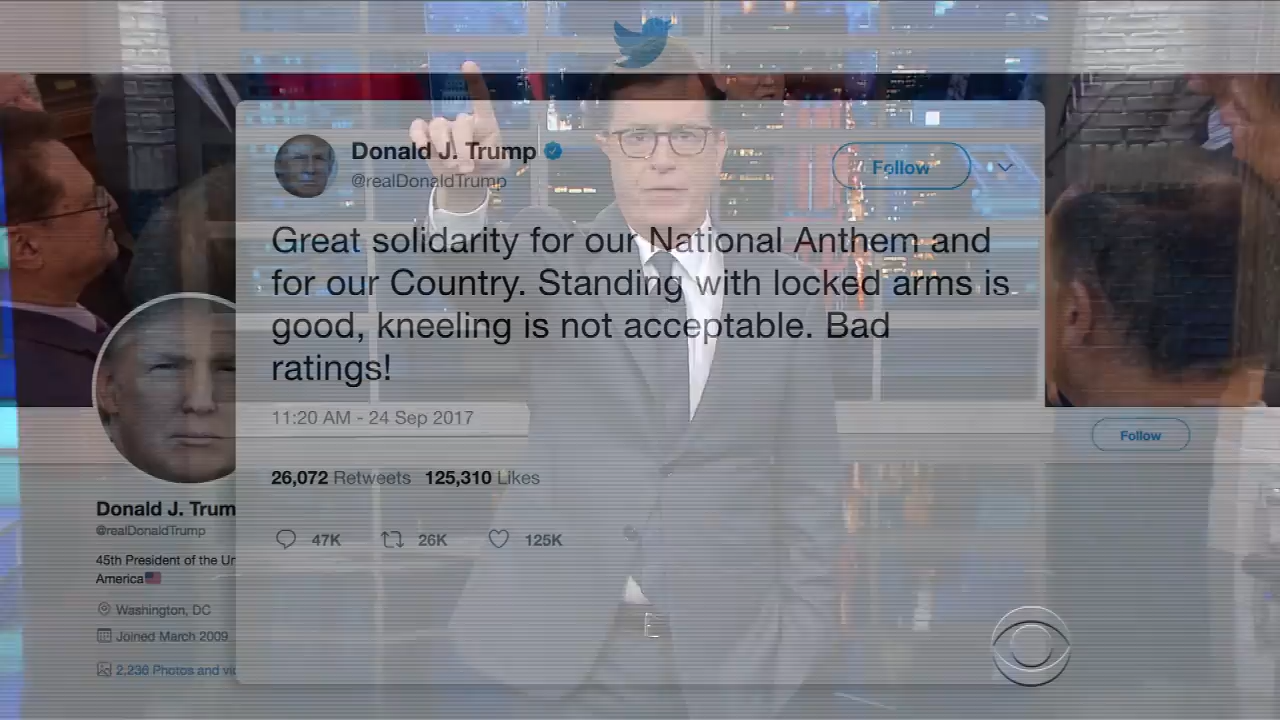 Donald J. Trump
@realDonaldTrump
Follow
Great solidarity for our National Anthem and
for our Country. Standing with locked arms is
good, kneeling is not acceptable. Bad
ratings!
11:20 AM - 24 Sep 2017
26,072 Retweets 125,310 Likes
47K 26K 125K
Follow
Donald J. Trum
@realDonaldTrump
45th President of the Un
America
Washington, DC
Joined March 2009
2,236 Photos and vid